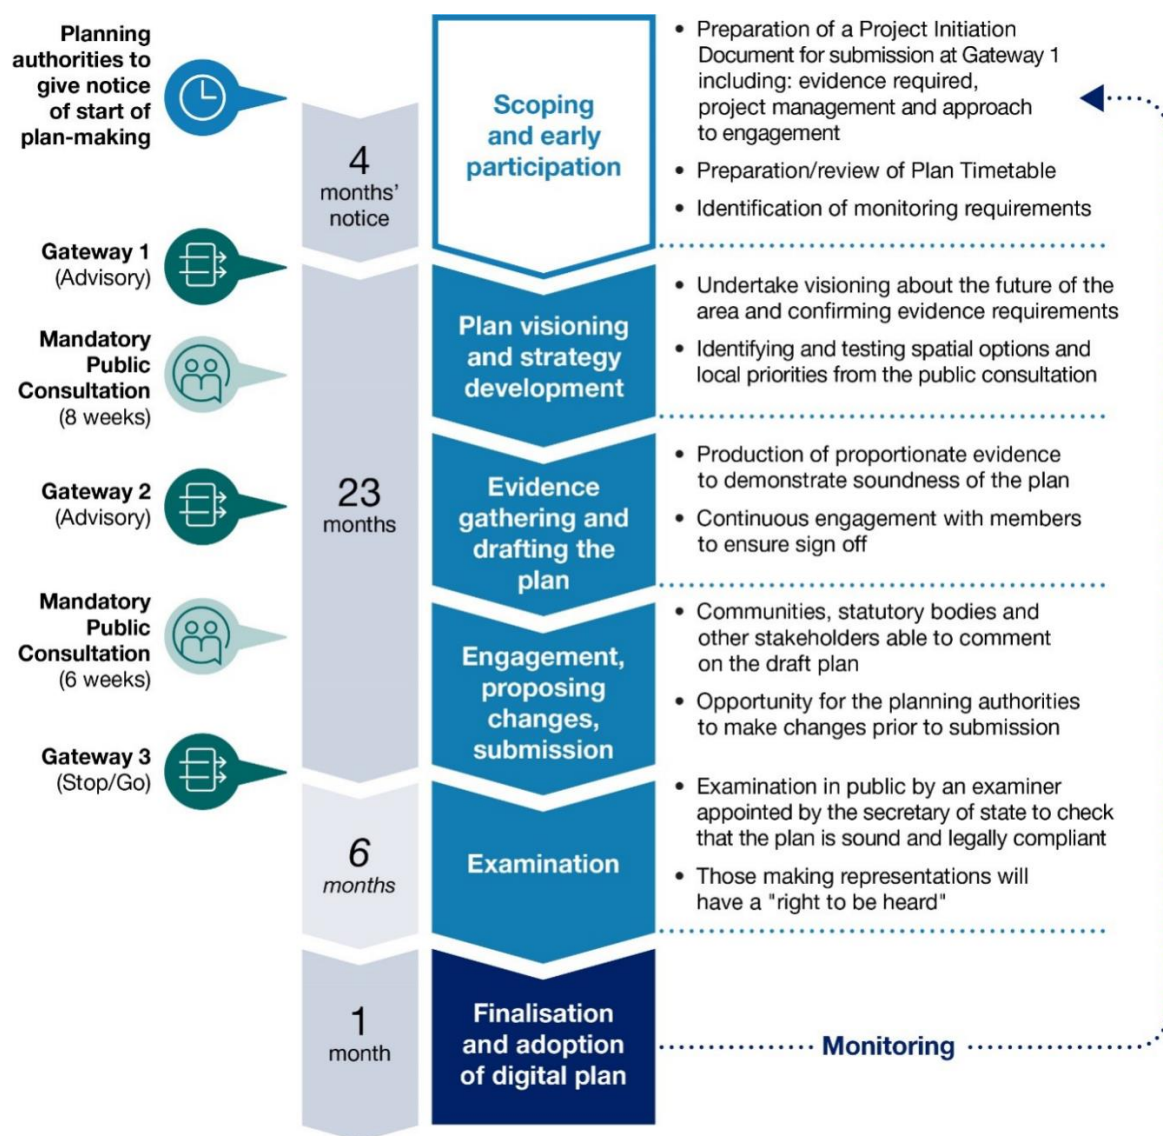 Planning
authorities to
give notice
of start of
plan-making
4
months'
notice
Scoping
and early
participation
• Preparation of a Project Initiation
Document for submission at Gateway 1
including: evidence required,
project management and approach
to engagement
• Preparation/review of Plan Timetable
• Identification of monitoring requirements
Gateway 1
(Advisory)
Mandatory
Public
Consultation
(8 weeks)
Plan visioning
and strategy
development
• Undertake visioning about the future of the
area and confirming evidence requirements
• Identifying and testing spatial options and
local priorities from the public consultation
23
months
Gateway 2
(Advisory)
Evidence
gathering and
drafting the
plan
• Production of proportionate evidence
to demonstrate soundness of the plan
• Continuous engagement with members
to ensure sign off
Mandatory
Public
Consultation
(6 weeks)
Engagement,
proposing
changes,
submission
• Communities, statutory bodies and
other stakeholders able to comment
on the draft plan
• Opportunity for the planning authorities
to make changes prior to submission
Gateway 3
(Stop/Go)
6
months
Examination
• Examination in public by an examiner
appointed by the secretary of state to check
that the plan is sound and legally compliant
• Those making representations will
have a "right to be heard"
1
month
Finalisation
and adoption
of digital plan
Monitoring